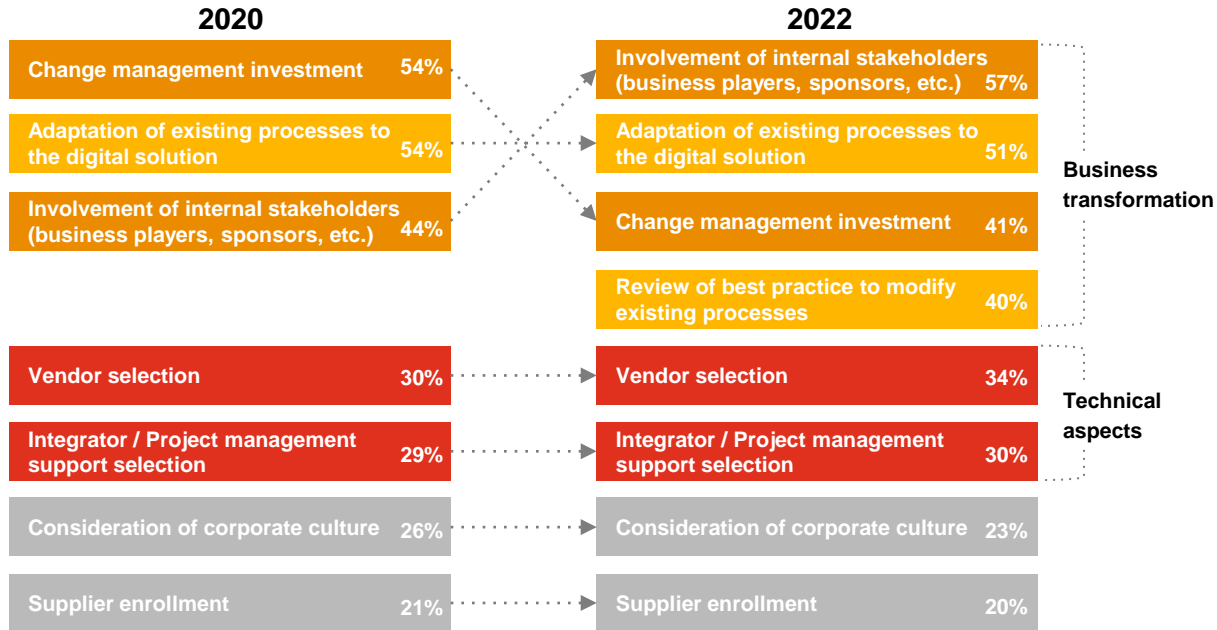 2020
Change management investment 54%
Adaptation of existing processes to
the digital solution 54%
Involvement of internal stakeholders
(business players, sponsors, etc.) 44%
Vendor selection 30%
Integrator / Project management
support selection 29%
Consideration of corporate culture 26%
Supplier enrollment 21%
2022
Involvement of internal stakeholders
(business players, sponsors, etc.) 57%
Adaptation of existing processes to
the digital solution 51%
Change management investment 41%
Review of best practice to modify
existing processes 40%
Vendor selection 34%
Integrator / Project management
support selection 30%
Consideration of corporate culture 23%
Supplier enrollment 20%
Business
transformation
Technical
aspects